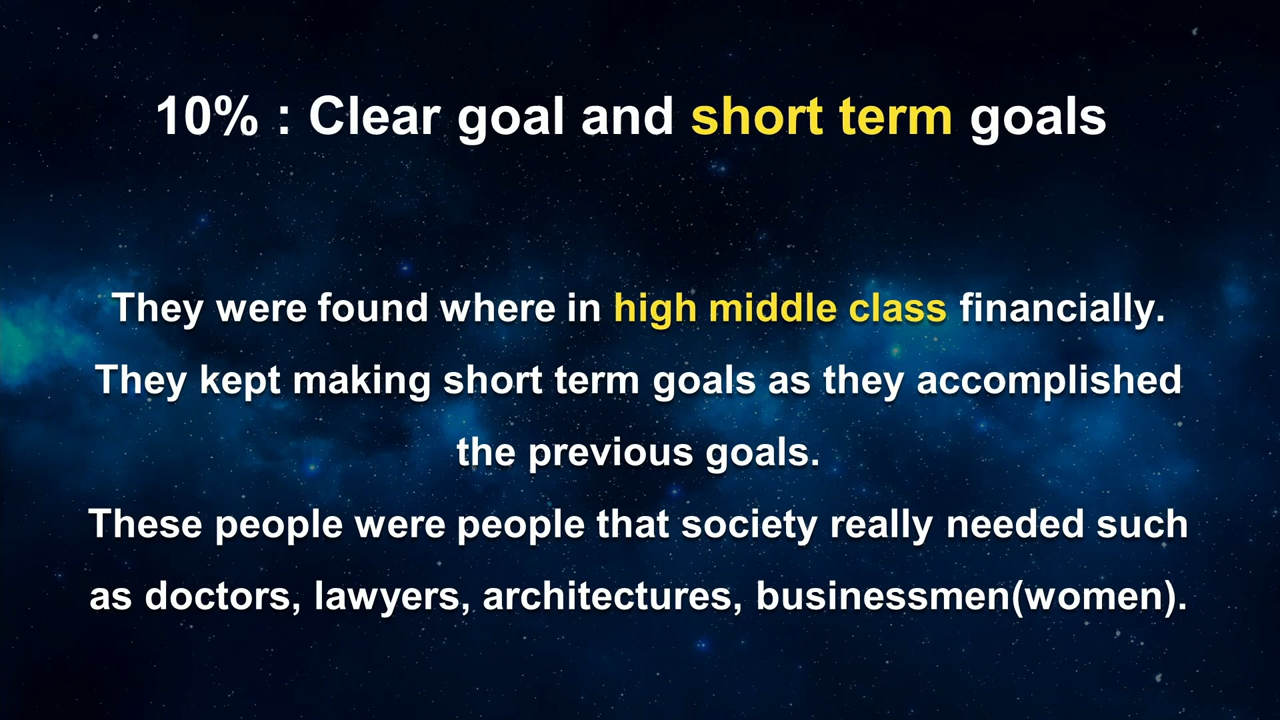 10% : Clear goal and short term goals
They were found where in high middle class financially.
They kept making short term goals as they accomplished
the previous goals.
These people were people that society really needed such
as doctors, lawyers, architectures, businessmen(women).